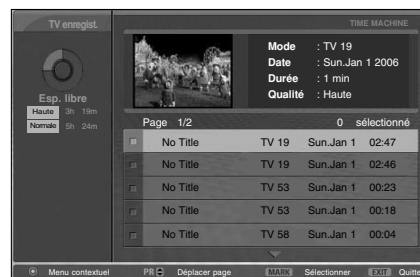 TV enregist.
TIME MACHINE
Mode : TV 19
Date : Sun.Jan 1 2006
Durée : 1 min
Qualité : Haute
Esp. libre
Haute 3h 19m
Normale 5h 24m
Page 1/2 0 sélectionné
No Title TV 19 Sun.Jan 1 02:47
No Title TV 19 Sun.Jan 1 02:46
No Title TV 53 Sun.Jan 1 00:23
No Title TV 53 Sun.Jan 1 00:18
No Title TV 58 Sun.Jan 1 00:04
Menu contextuel PR Déplacer page MARK Sélectionner EXIT Quitter